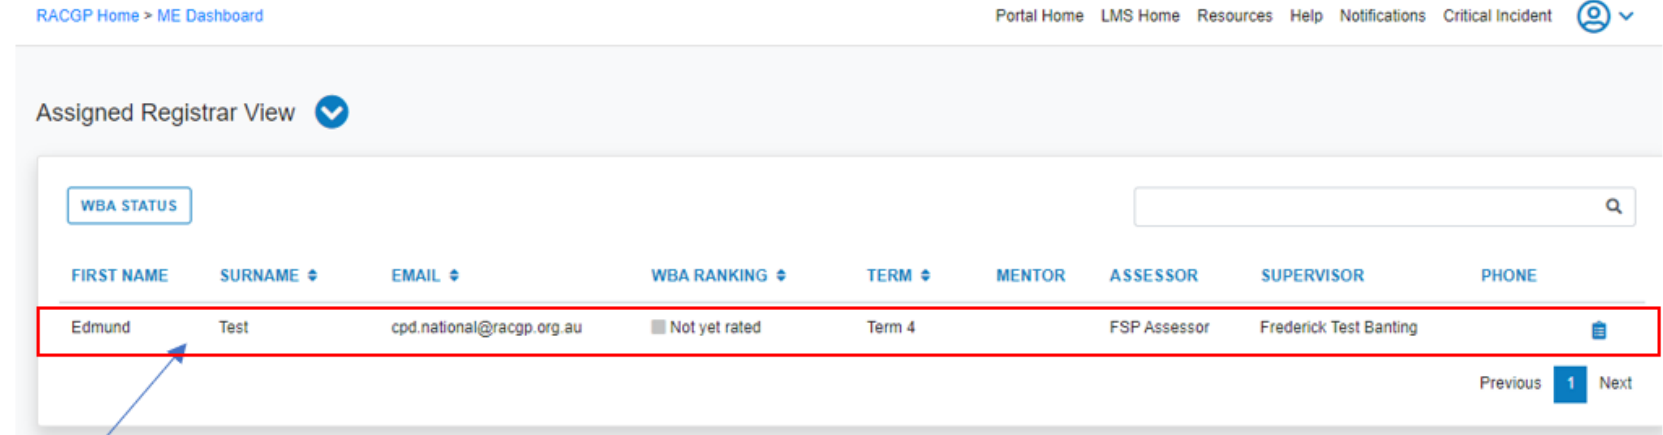 RACGP Home > ME Dashboard Portal Home LMS Home Resources Help Notifications Critical Incident
Assigned Registrar View
WBA STATUS
FIRST NAME SURNAME EMAIL WBA RANKING TERM MENTOR ASSESSOR SUPERVISOR PHONE
Edmund Test cpd.national@racgp.org.au Not yet rated Term 4 FSP Assessor Frederick Test Banting
Previous 1 Next